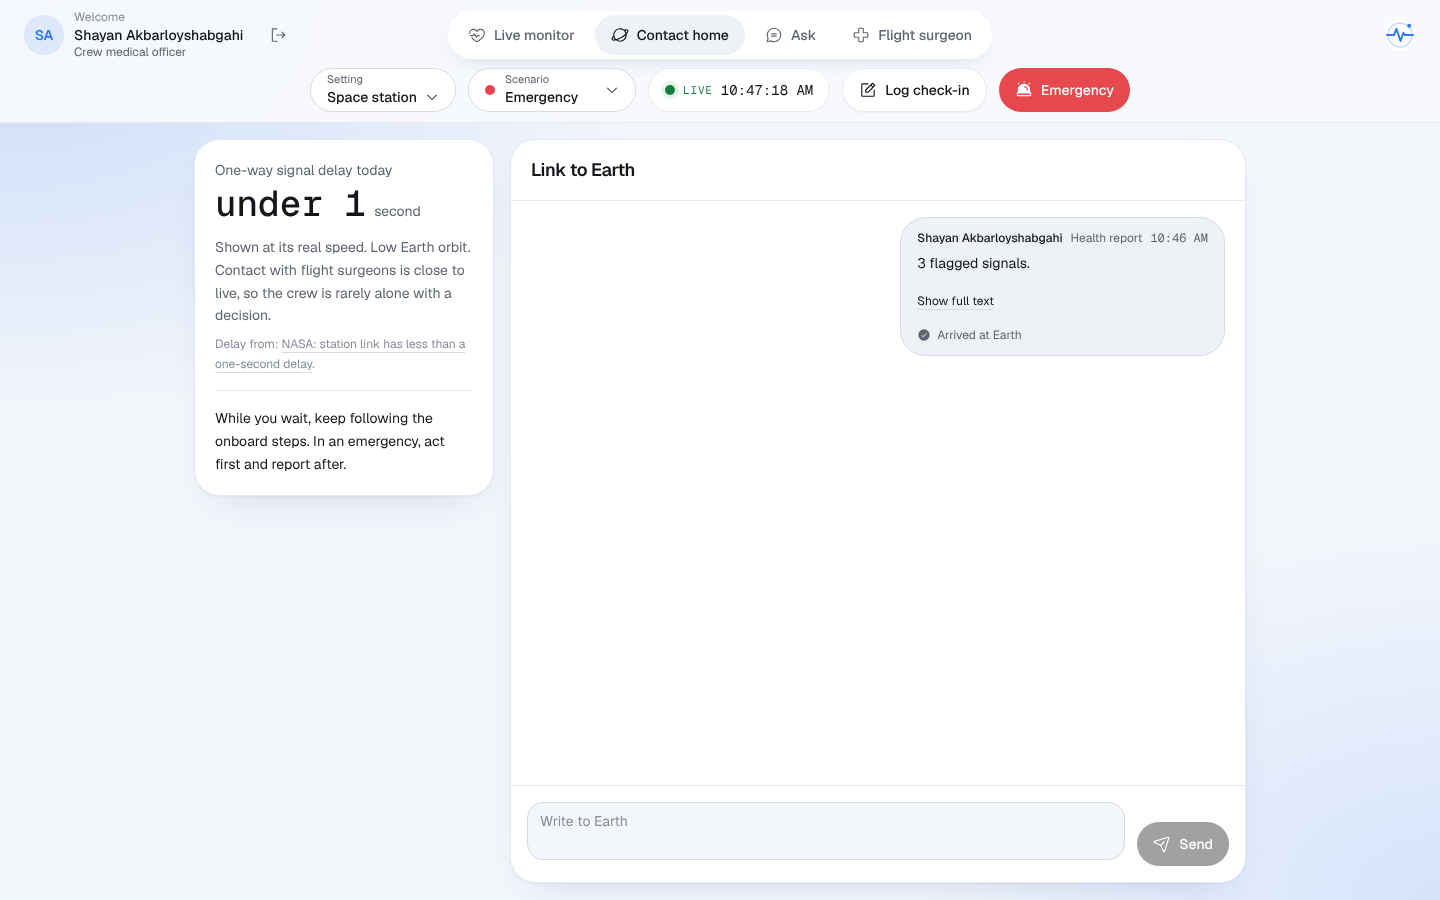 SA
Welcome
Shayan Akbarloyshabgahi
Crew medical officer
Live monitor
Contact home
Ask
Flight surgeon
Setting
Space station
Scenario
Emergency
LIVE 10:47:18 AM
Log check-in
Emergency
One-way signal delay today
under 1 second
Shown at its real speed. Low Earth orbit.
Contact with flight surgeons is close to
live, so the crew is rarely alone with a
decision.
Delay from: NASA: station link has less than a
one-second delay.
While you wait, keep following the
onboard steps. In an emergency, act
first and report after.
Link to Earth
Shayan Akbarloyshabgahi Health report 10:46 AM
3 flagged signals.
Show full text
Arrived at Earth
Write to Earth
Send